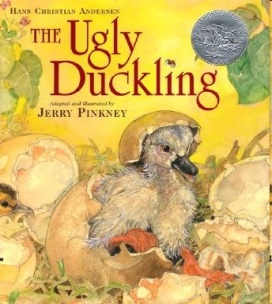 HANS CHRISTIAN ANDERSEN
THE Ugly
Duckling
Adapted and illustrated by
JERRY PINKNEY